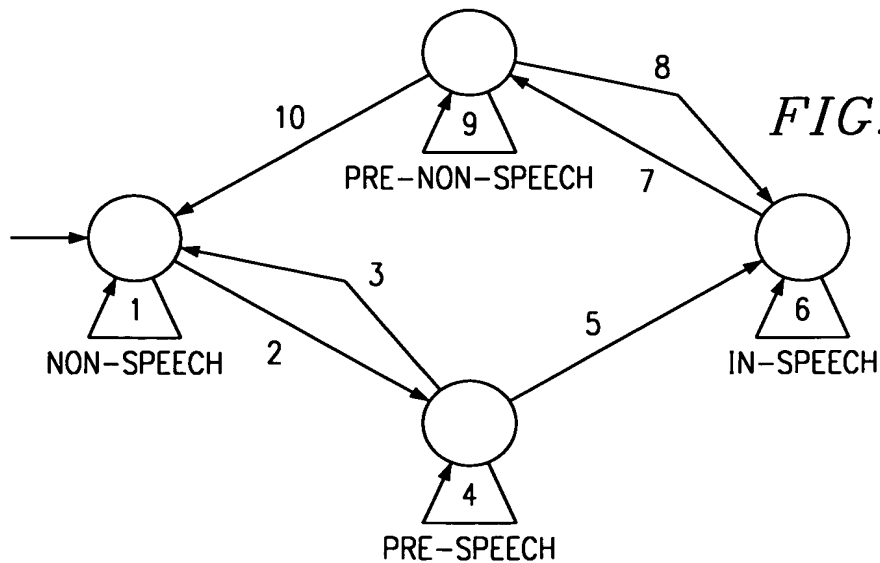 8
10
FIG.
9
PRE-NON-SPEECH
7
3
1
5
6
NON-SPEECH
2
IN-SPEECH
4
PRE-SPEECH